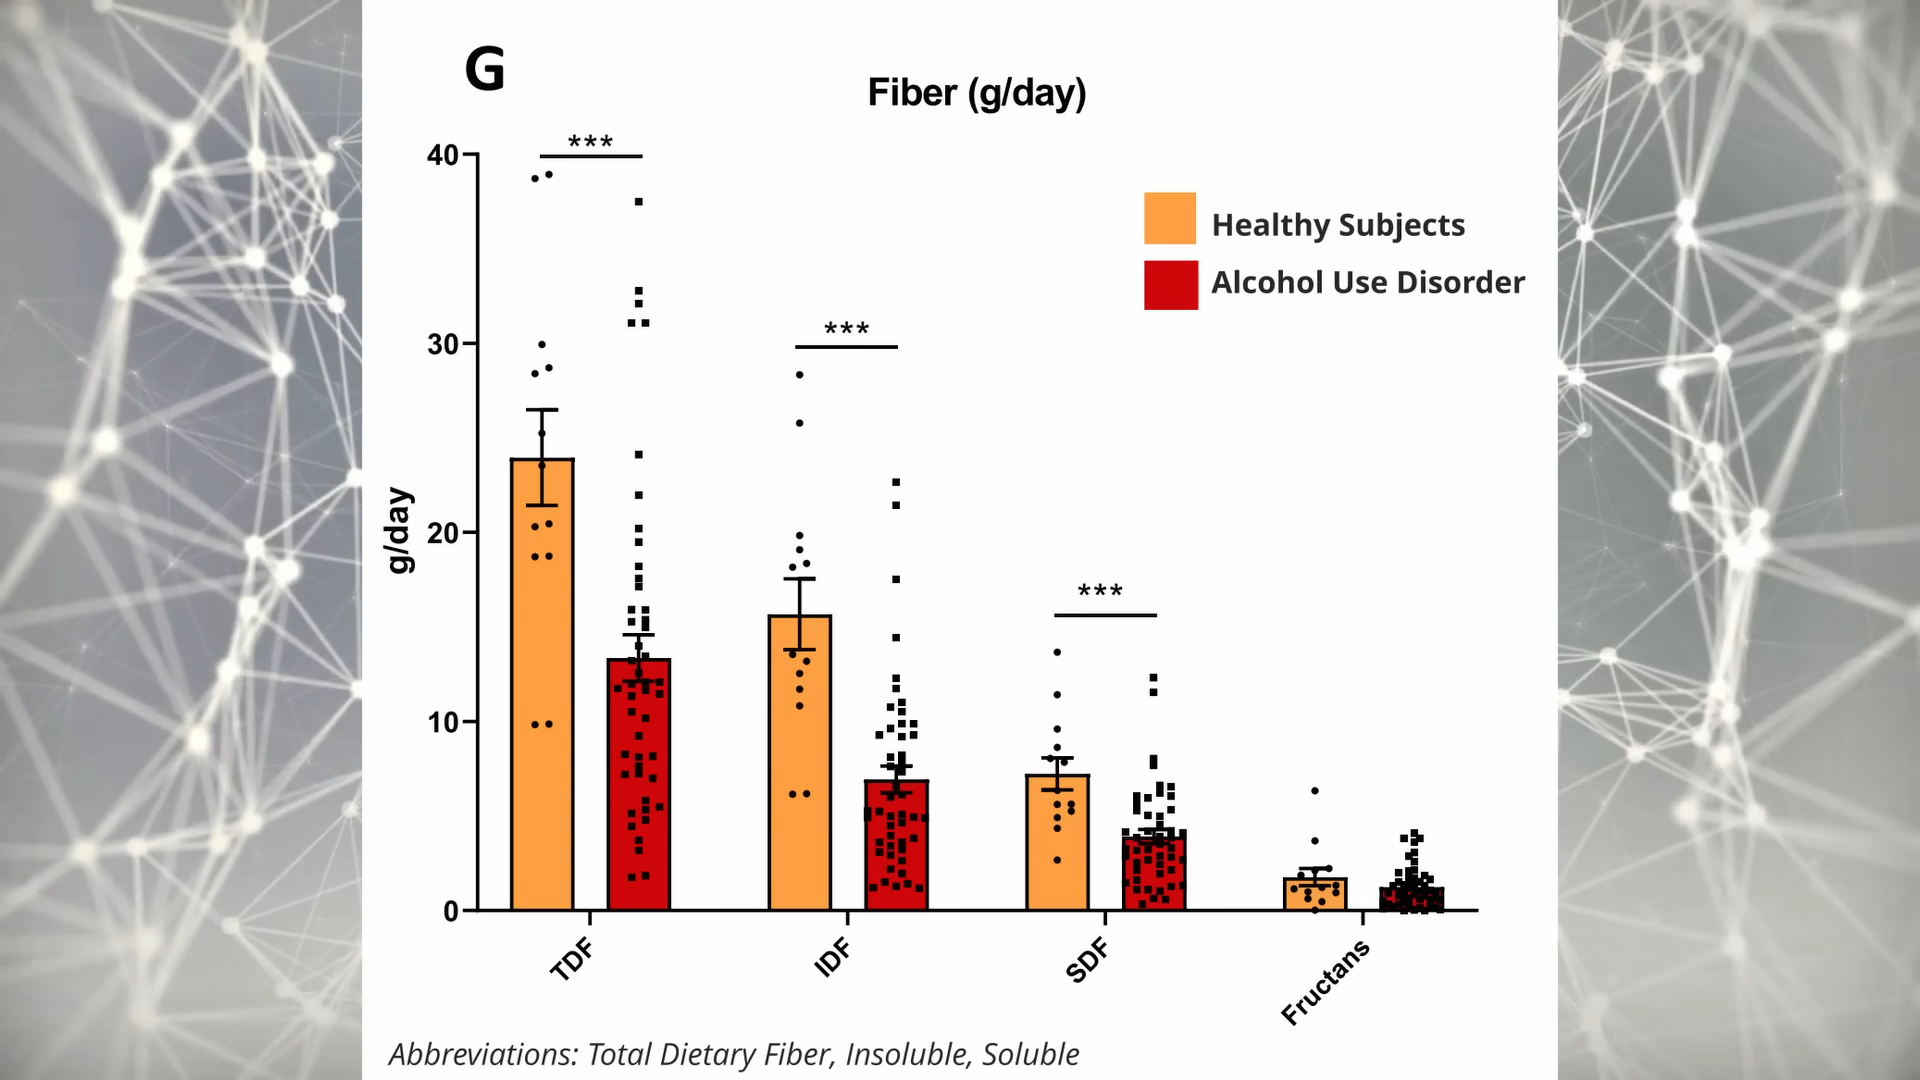 G
Fiber (g/day)
***
***
***
Healthy Subjects
Alcohol Use Disorder
g/day
40
30
20
10
0
TDF
IDF
SDF
Fructans
Abbreviations: Total Dietary Fiber, Insoluble, Soluble